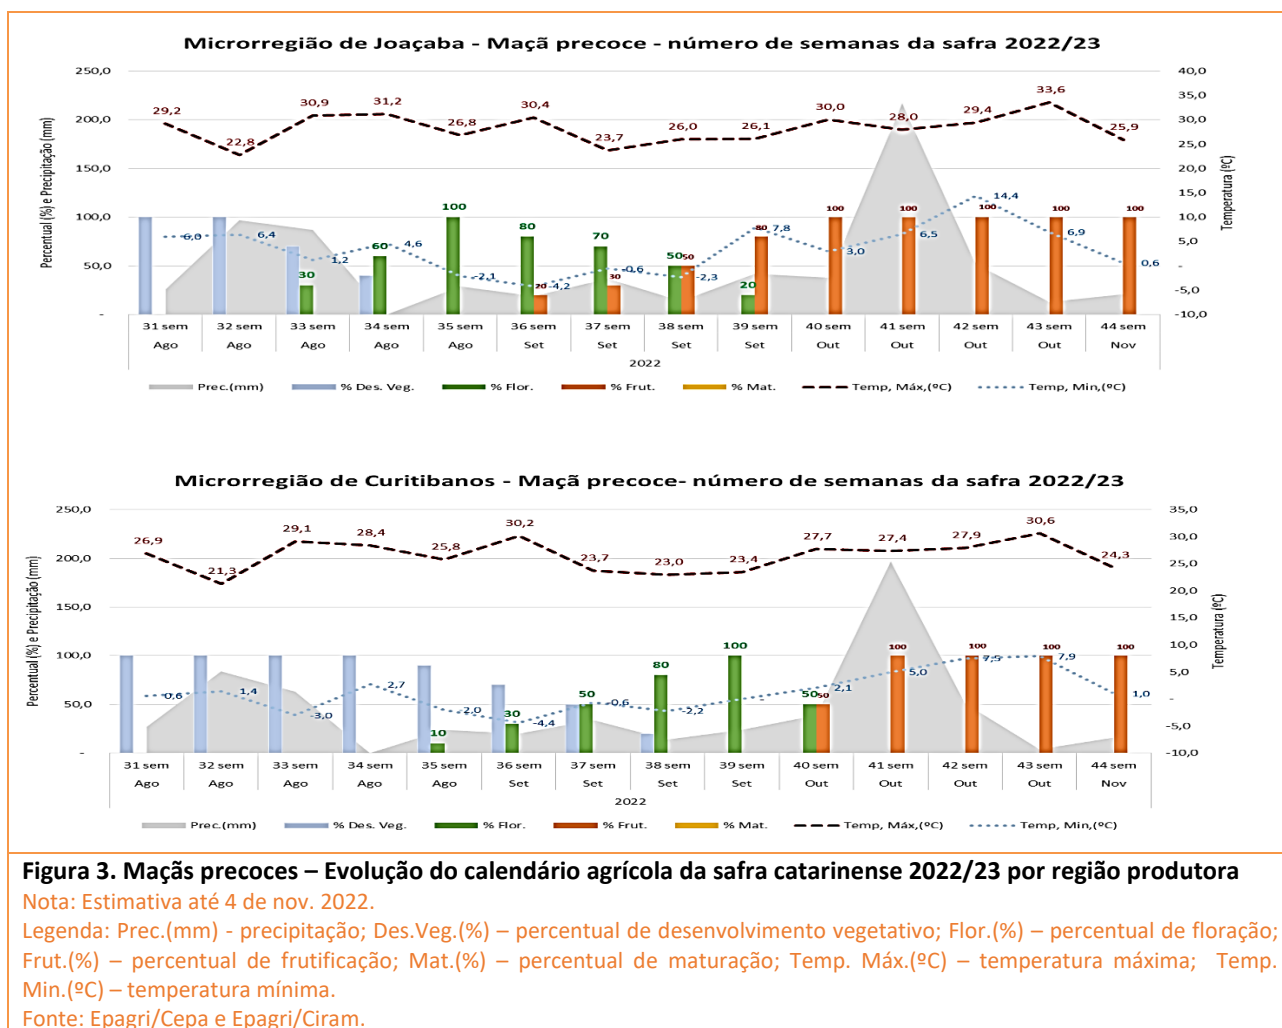 Microrregião de Joaçaba - Maçã precoce - número de semanas da safra 2022/23
Percentual (%) e Precipitação (mm)
250,0
200,0
150,0
100,0
50,0
-
40,0
35,0
30,0
25,0
20,0
15,0
10,0
5,0
-
-5,0
-10,0
Temperatura (ºC)
29,2 22,8 30,9 31,2 26,8 30,4 23,7 26,0 26,1 30,0 28,0 29,4 33,6 25,9
6,0 6,4 1,2 4,6 -2,1 -4,2 -0,6 -2,3 7,8 3,0 6,5 14,4 6,9 0,6
30 60 100 80 70 50 20
20 30 50 80 100 100 100 100 100
31 sem 32 sem 33 sem 34 sem 35 sem 36 sem 37 sem 38 sem 39 sem 40 sem 41 sem 42 sem 43 sem 44 sem
Ago Ago Ago Ago Ago Set Set Set Set Out Out Out Out Nov
2022
Prec.(mm) % Des. Veg. % Flor. % Frut. % Mat. Temp, Máx,(ºC) Temp, Min,(ºC)
Microrregião de Curitibanos - Maçã precoce- número de semanas da safra 2022/23
Percentual (%) e Precipitação (mm)
250,0
200,0
150,0
100,0
50,0
-
35,0
30,0
25,0
20,0
15,0
10,0
5,0
-
-5,0
-10,0
Temperatura (ºC)
26,9 21,3 29,1 28,4 25,8 30,2 23,7 23,0 23,4 27,7 27,4 27,9 30,6 24,3
0,6 1,4 -3,0 2,7 -2,0 -4,4 -0,6 -2,2 - 2,1 5,0 7,5 7,9 1,0
10 30 50 80 100 50
50 100 100 100 100
31 sem 32 sem 33 sem 34 sem 35 sem 36 sem 37 sem 38 sem 39 sem 40 sem 41 sem 42 sem 43 sem 44 sem
Ago Ago Ago Ago Ago Set Set Set Set Out Out Out Out Nov
2022
Prec.(mm) % Des. Veg. % Flor. % Frut. % Mat. Temp, Máx,(ºC) Temp, Min,(ºC)
Figura 3. Maçãs precoces – Evolução do calendário agrícola da safra catarinense 2022/23 por região produtora
Nota: Estimativa até 4 de nov. 2022.
Legenda: Prec.(mm) - precipitação; Des.Veg.(%) – percentual de desenvolvimento vegetativo; Flor.(%) – percentual de floração;
Frut.(%) – percentual de frutificação; Mat.(%) – percentual de maturação; Temp. Máx.(ºC) – temperatura máxima; Temp.
Min.(ºC) – temperatura mínima.
Fonte: Epagri/Cepa e Epagri/Ciram.